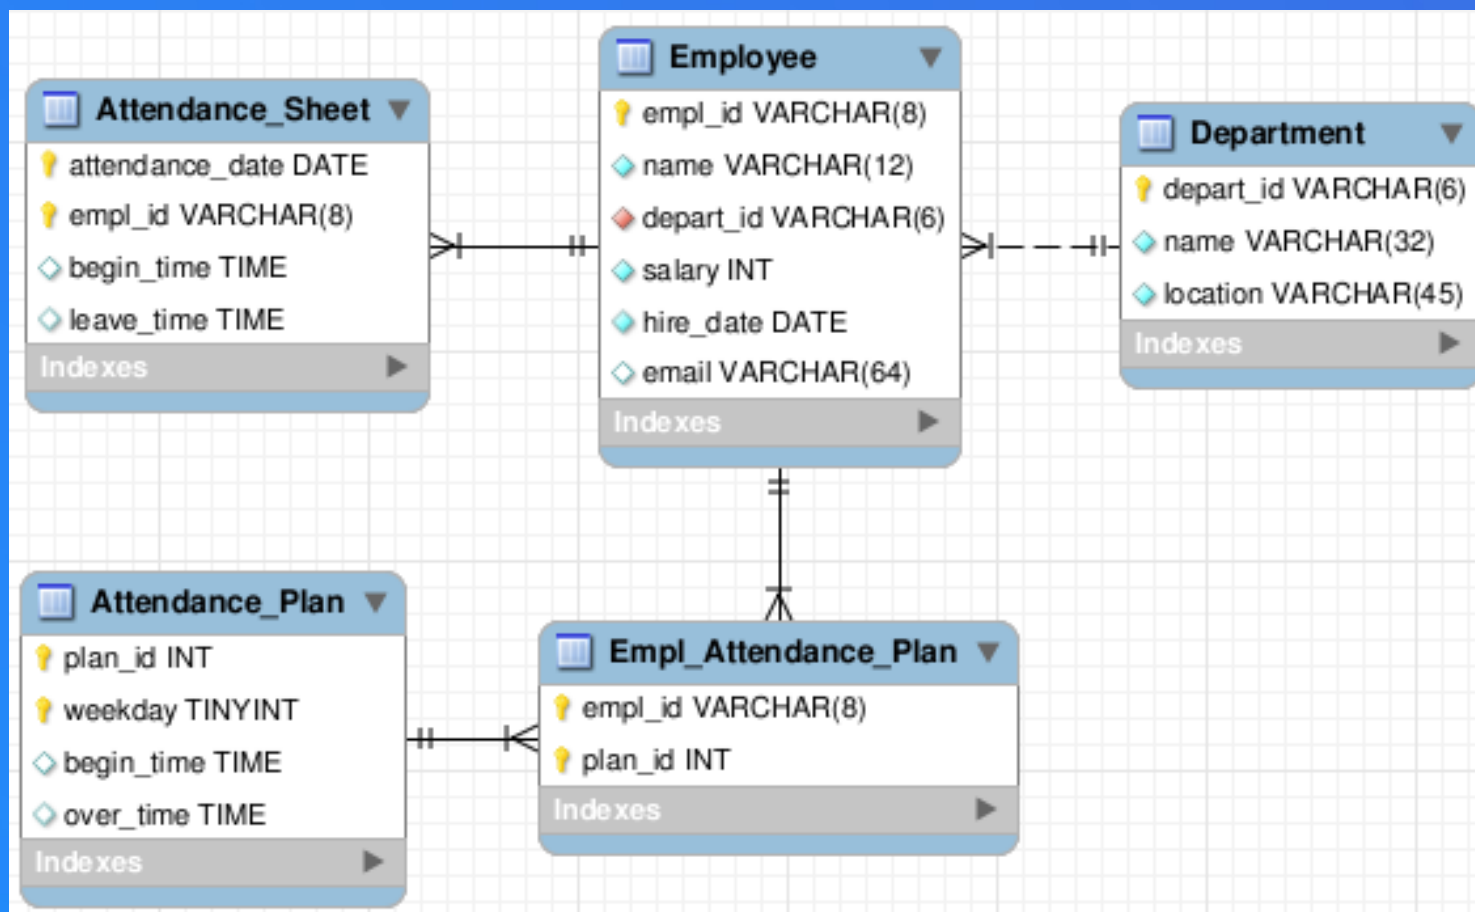 Attendance_Sheet
attendance_date DATE
empl_id VARCHAR(8)
begin_time TIME
leave_time TIME
Indexes
Employee
empl_id VARCHAR(8)
name VARCHAR(12)
depart_id VARCHAR(6)
salary INT
hire_date DATE
email VARCHAR(64)
Indexes
Department
depart_id VARCHAR(6)
name VARCHAR(32)
location VARCHAR(45)
Indexes
Attendance_Plan
plan_id INT
weekday TINYINT
begin_time TIME
over_time TIME
Indexes
Empl_Attendance_Plan
empl_id VARCHAR(8)
plan_id INT
Indexes